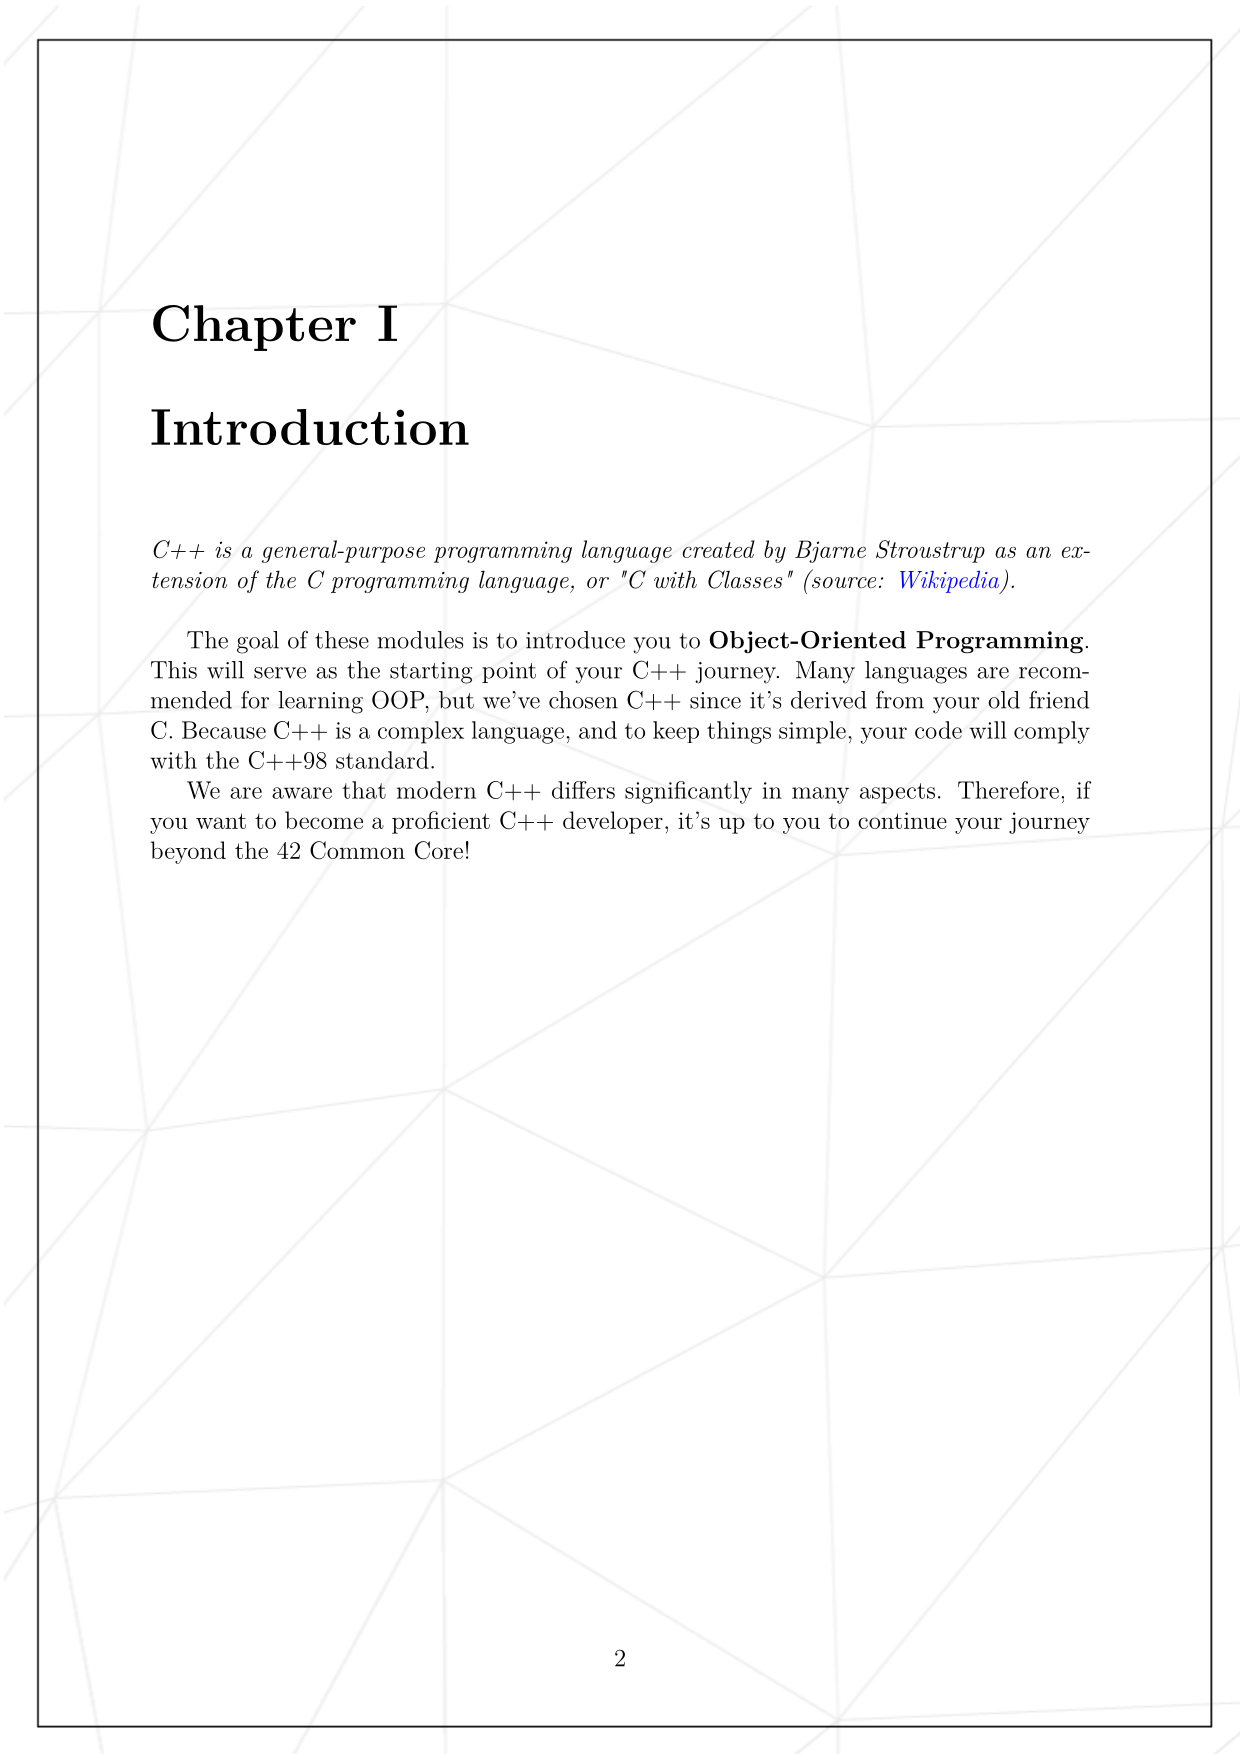 Chapter I
Introduction
C++ is a general-purpose programming language created by Bjarne Stroustrup as an ex-
tension of the C programming language, or "C with Classes" (source: Wikipedia).
The goal of these modules is to introduce you to Object-Oriented Programming.
This will serve as the starting point of your C++ journey. Many languages are recom-
mended for learning OOP, but we've chosen C++ since it's derived from your old friend
C. Because C++ is a complex language, and to keep things simple, your code will comply
with the C++98 standard.
We are aware that modern C++ differs significantly in many aspects. Therefore, if
you want to become a proficient C++ developer, it's up to you to continue your journey
beyond the 42 Common Core!
2